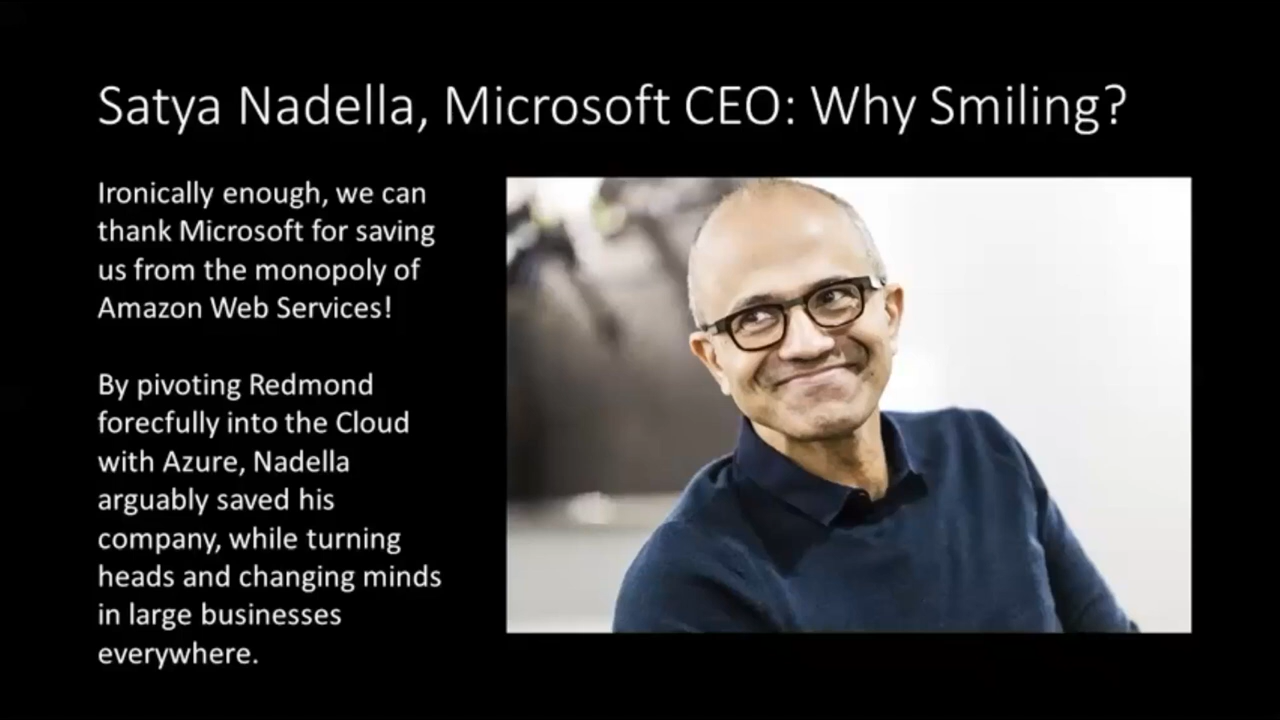 Satya Nadella, Microsoft CEO: Why Smiling?
Ironically enough, we can
thank Microsoft for saving
us from the monopoly of
Amazon Web Services!
By pivoting Redmond
forecfully into the Cloud
with Azure, Nadella
arguably saved his
company, while turning
heads and changing minds
in large businesses
everywhere.